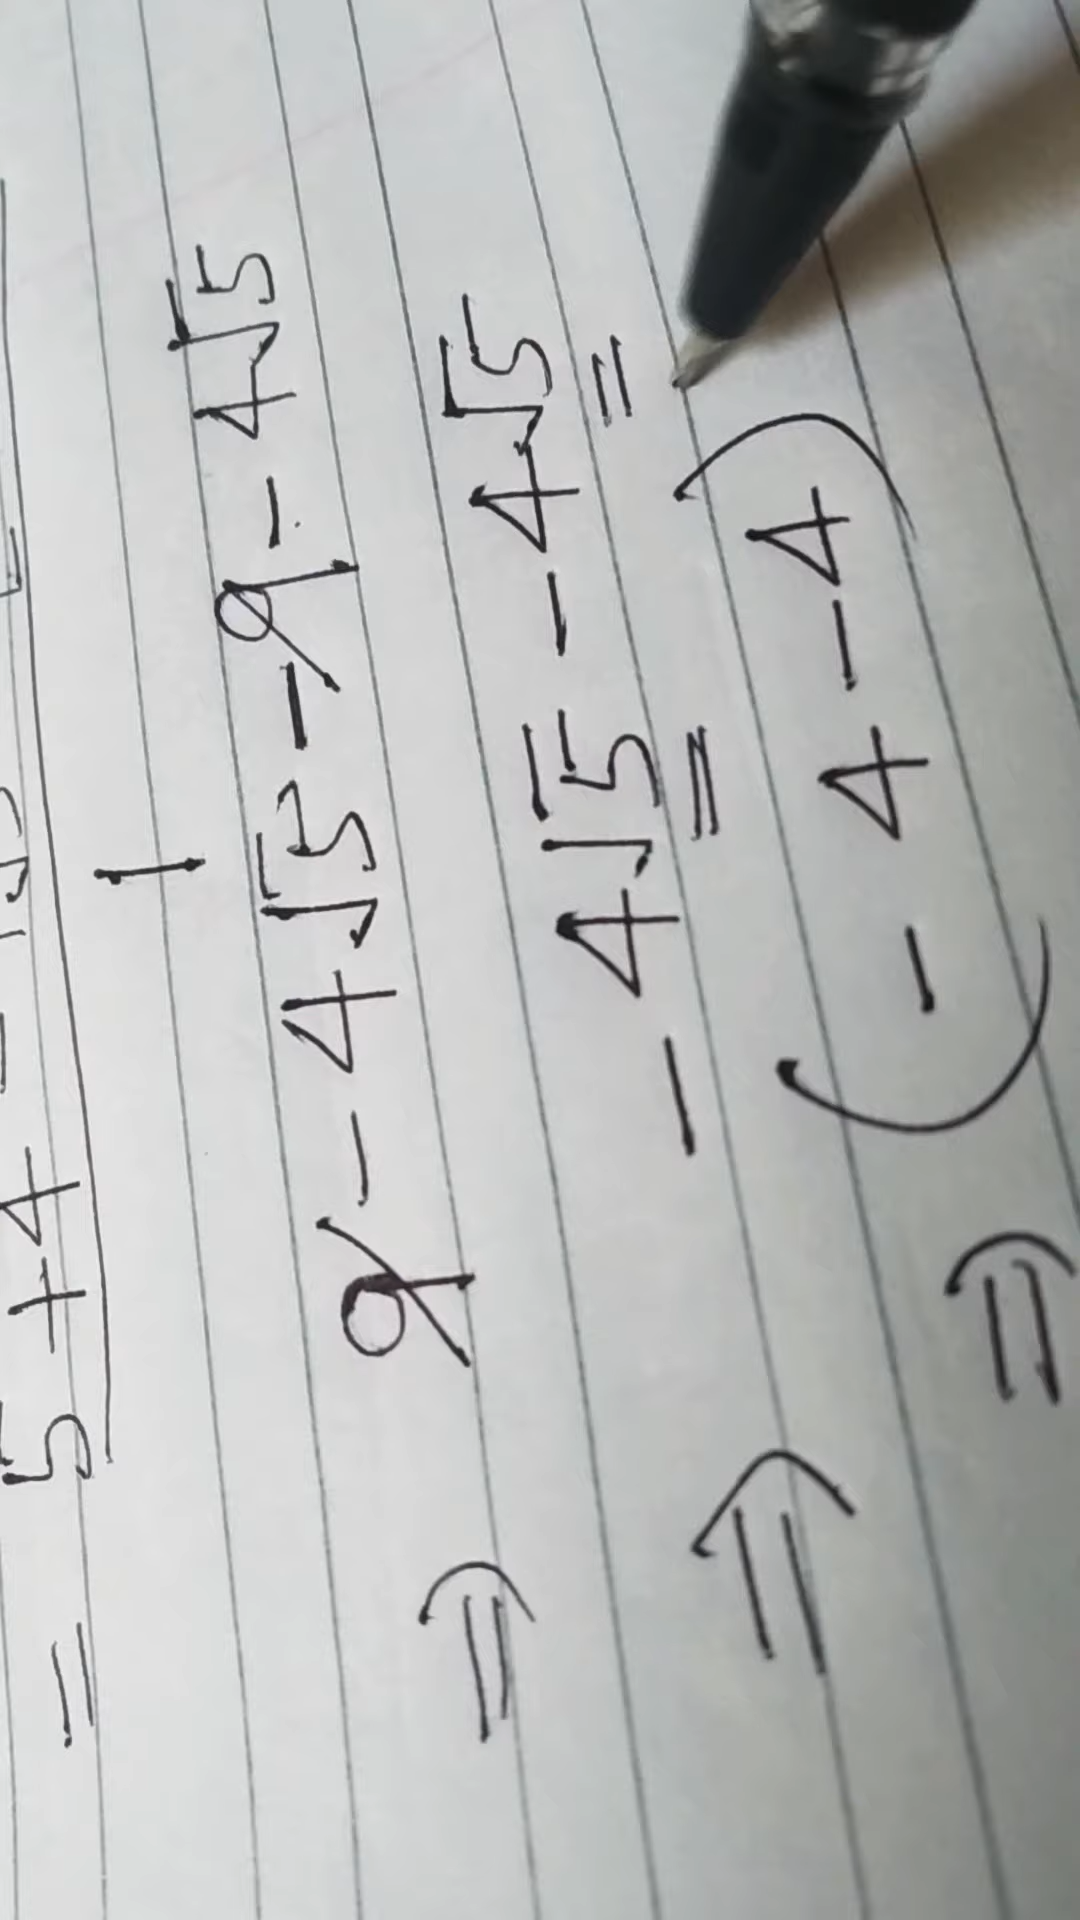 = 5 + 4 -
1
⇒ 9 - 4√5 - 9 - 4√5
⇒ - 4√5 - 4√5
⇒ (- 4 - 4)